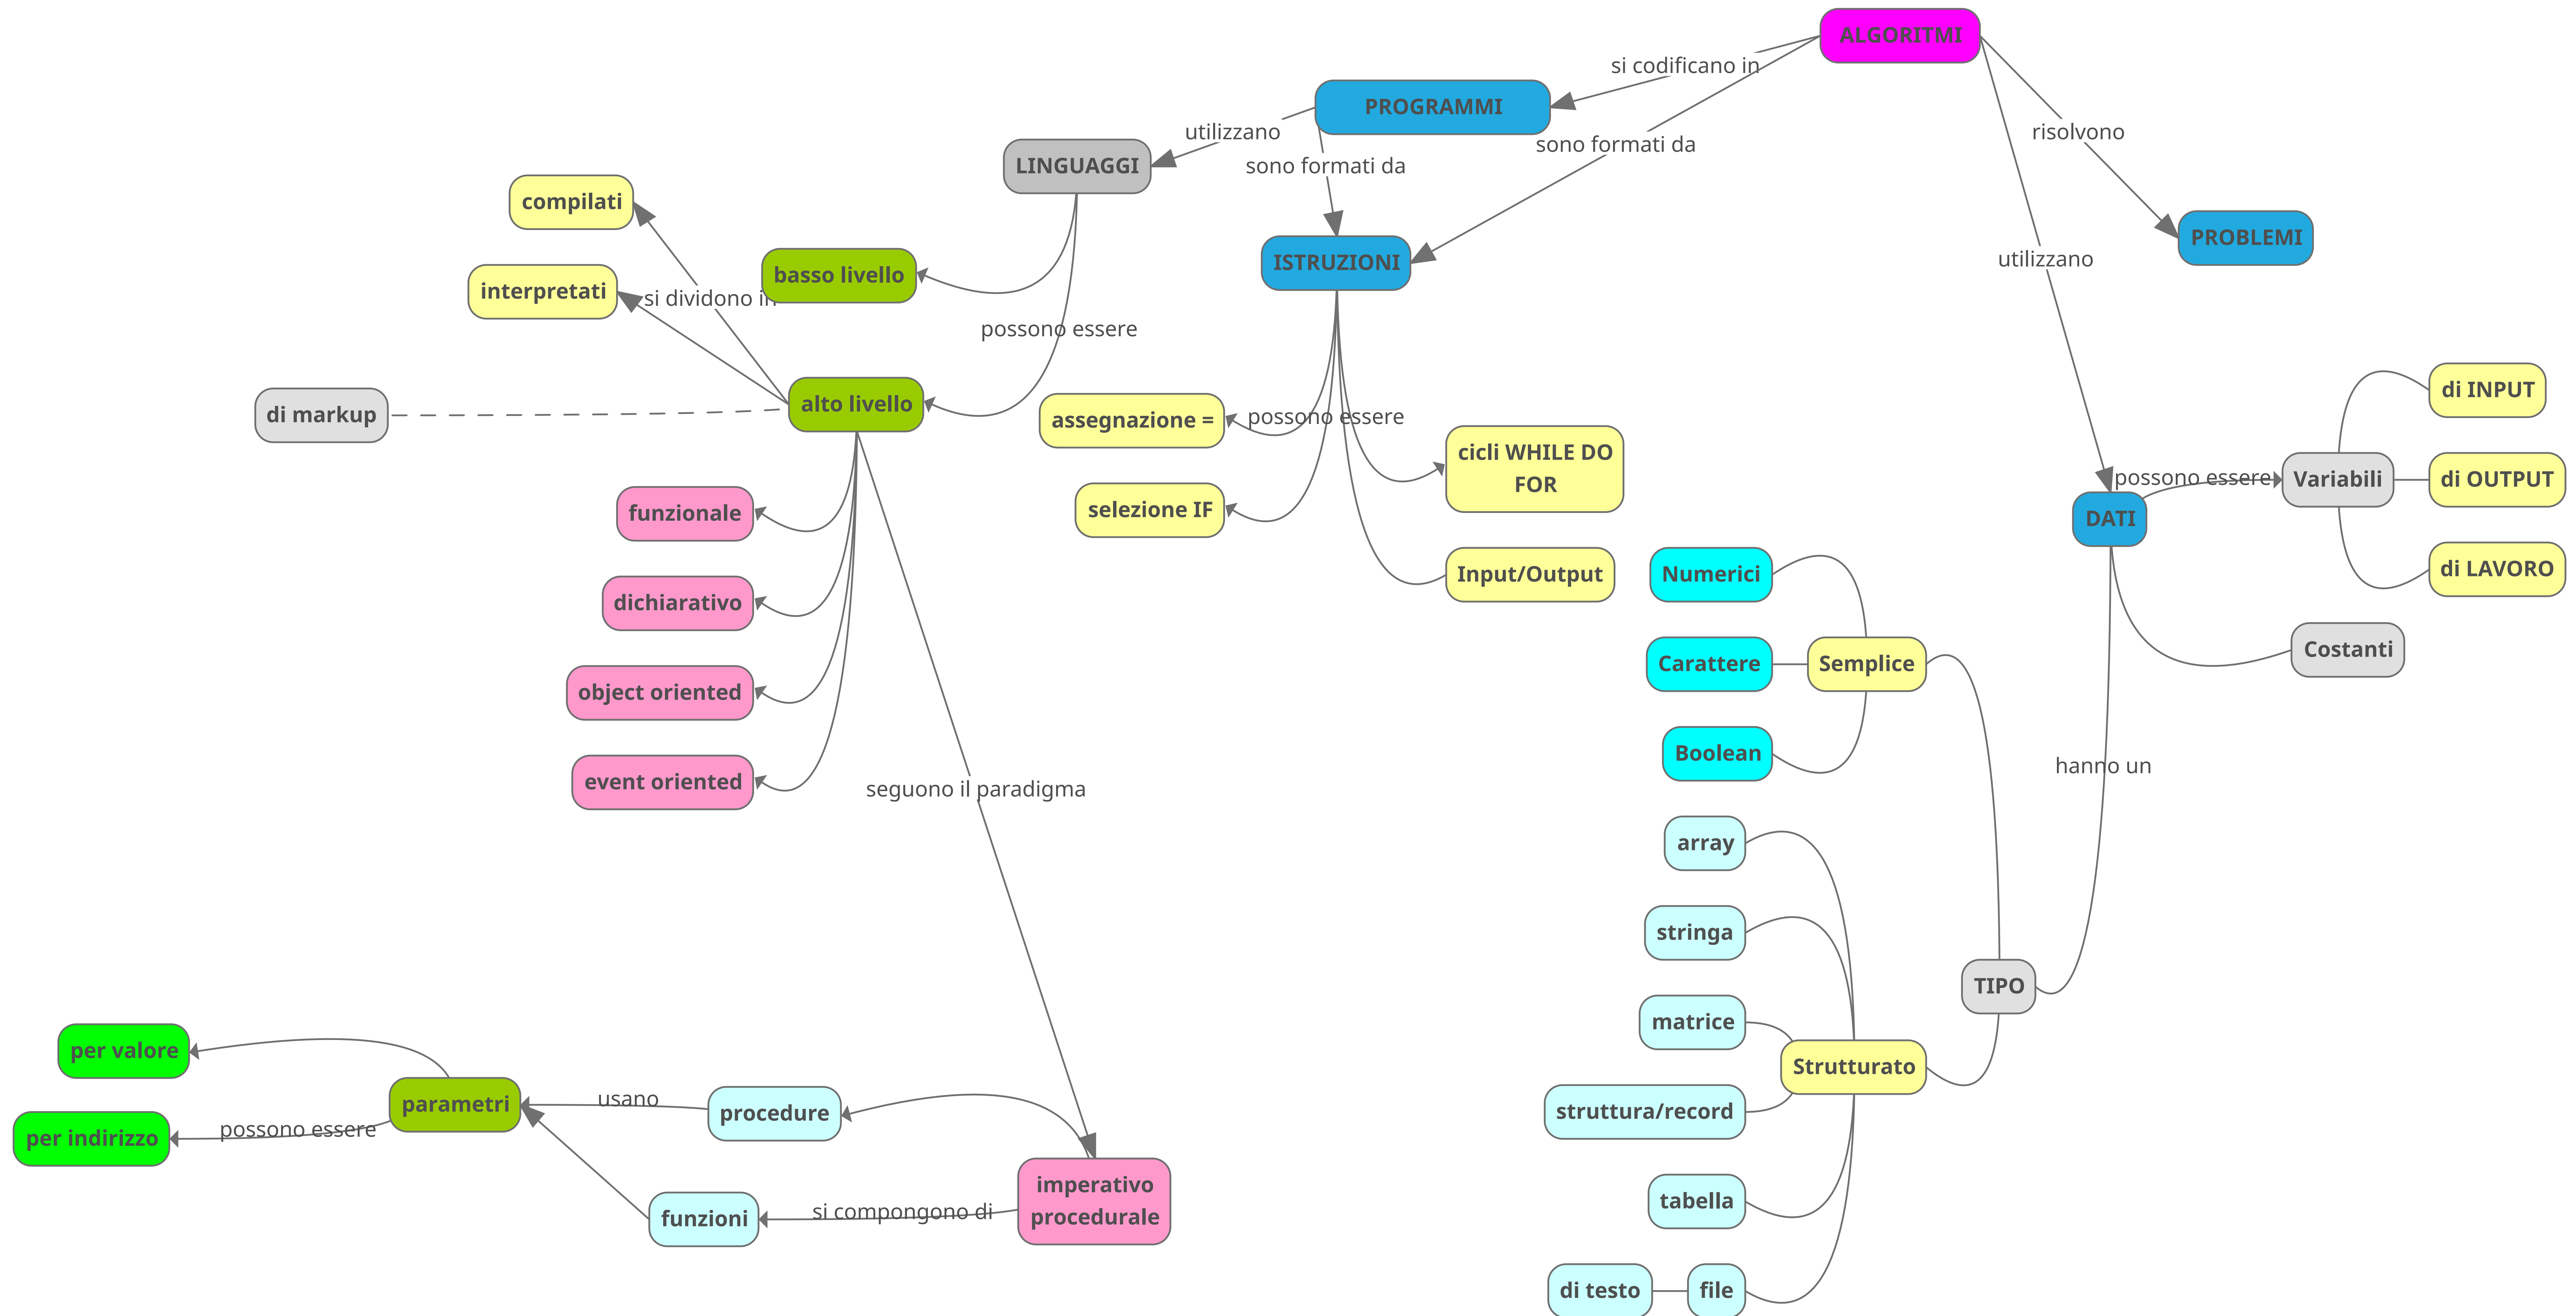 ALGORITMI
si codificano in
PROGRAMMI
utilizzano
sono formati da
sono formati da
risolvono
LINGUAGGI
compilati
PROBLEMI
ISTRUZIONI
utilizzano
basso livello
interpretati
si dividono in
possono essere
di INPUT
alto livello
di markup
assegnazione =
possono essere
cicli WHILE DO
FOR
possono essere
Variabili
di OUTPUT
funzionale
selezione IF
DATI
di LAVORO
Numerici
Input/Output
dichiarativo
Costanti
Carattere
Semplice
object oriented
Boolean
hanno un
event oriented
seguono il paradigma
array
stringa
TIPO
matrice
per valore
Strutturato
parametri
usano
procedure
struttura/record
possono essere
per indirizzo
imperativo
procedurale
tabella
si compongono di
funzioni
di testo
file